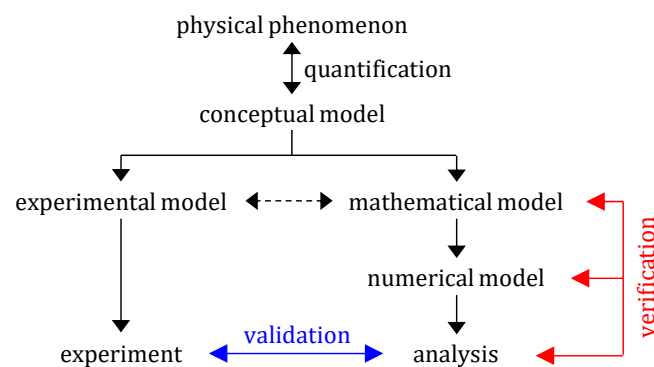 physical phenomenon
quantification
conceptual model
experimental model
mathematical model
numerical model
verification
validation
experiment
analysis